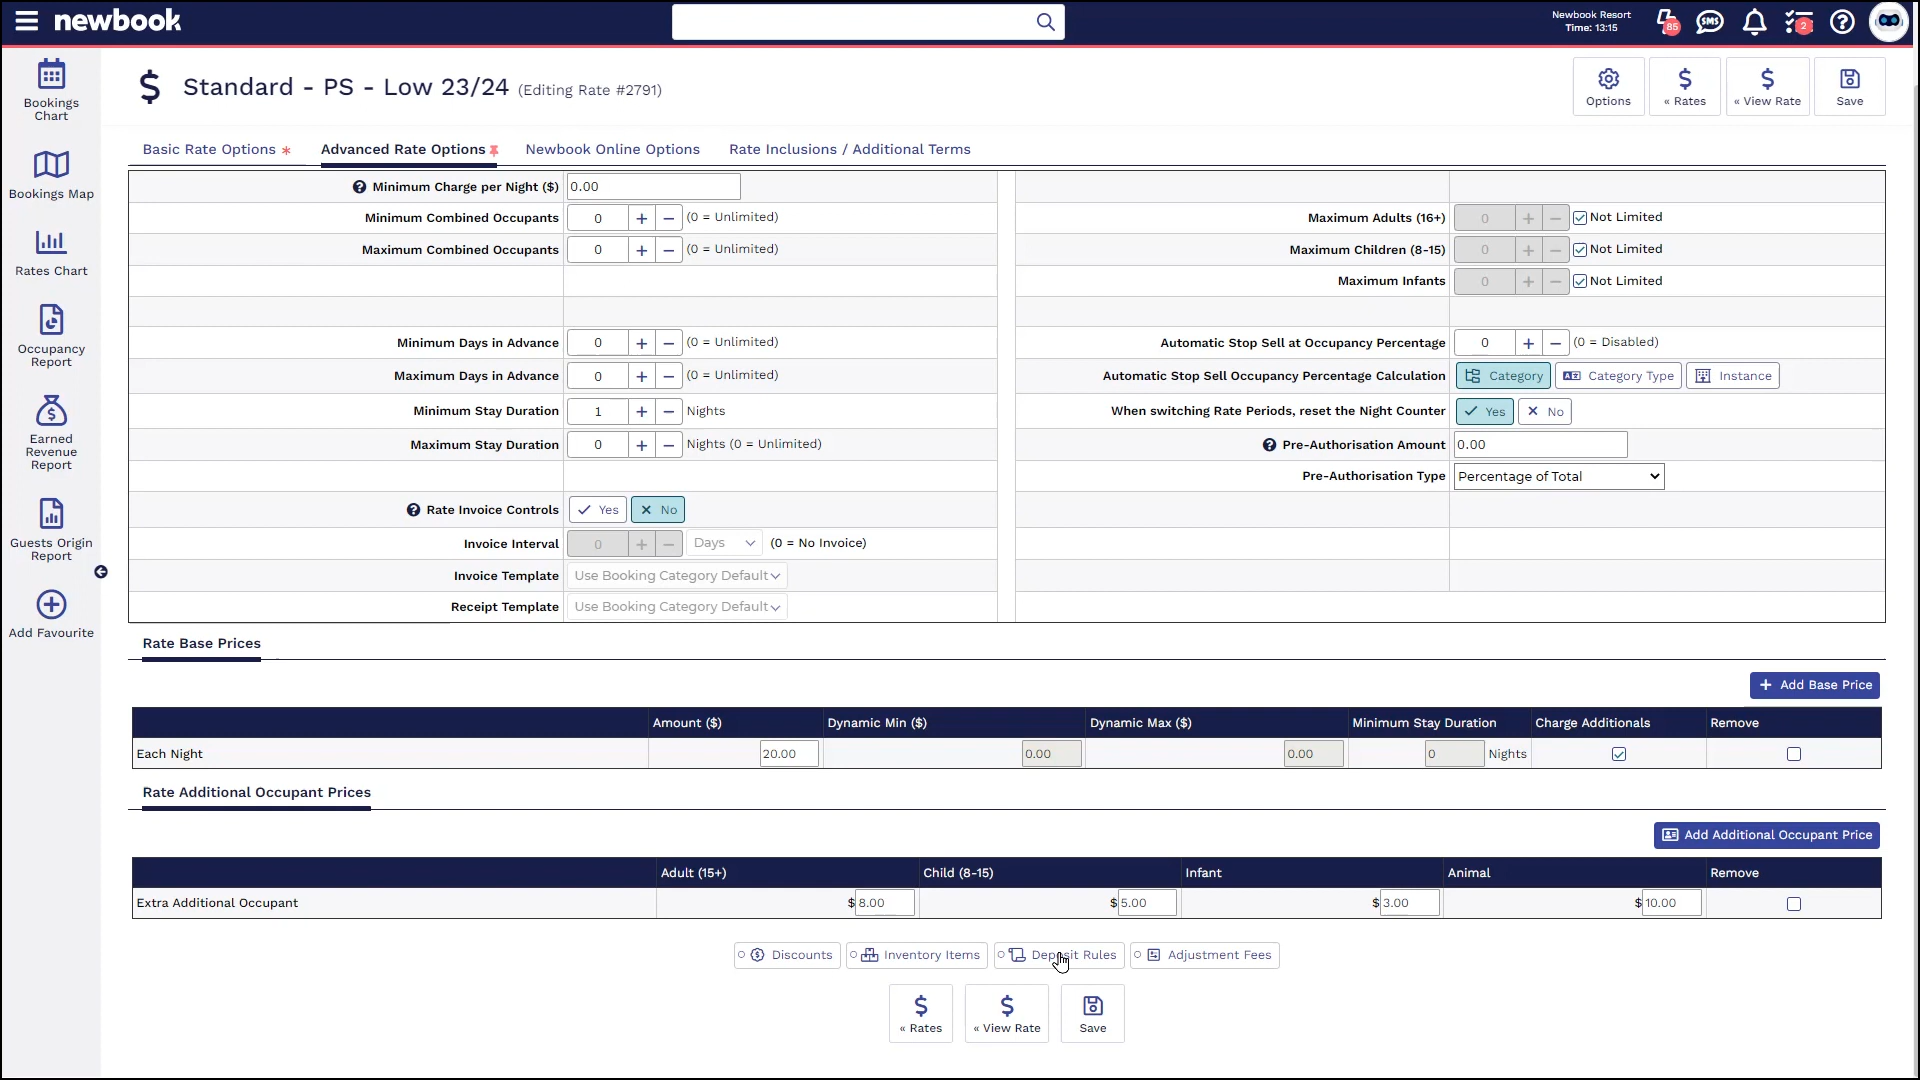 newbook
Newbook Resort
Time: 13:15
85
SMS
2
Bookings
Chart
Bookings Map
Rates Chart
Occupancy
Report
Earned
Revenue
Report
Guests Origin
Report
Add Favourite
Standard - PS - Low 23/24 (Editing Rate #2791)
Options
« Rates
« View Rate
Save
Basic Rate Options *
Advanced Rate Options
Newbook Online Options
Rate Inclusions / Additional Terms
Minimum Charge per Night ($) 0.00
Minimum Combined Occupants 0 + − (0 = Unlimited)
Maximum Adults (16+) 0 + − Not Limited
Maximum Combined Occupants 0 + − (0 = Unlimited)
Maximum Children (8-15) 0 + − Not Limited
Maximum Infants 0 + − Not Limited
Minimum Days in Advance 0 + − (0 = Unlimited)
Automatic Stop Sell at Occupancy Percentage 0 + − (0 = Disabled)
Maximum Days in Advance 0 + − (0 = Unlimited)
Automatic Stop Sell Occupancy Percentage Calculation Category Category Type Instance
Minimum Stay Duration 1 + − Nights
When switching Rate Periods, reset the Night Counter Yes No
Maximum Stay Duration 0 + − Nights (0 = Unlimited)
Pre-Authorisation Amount 0.00
Pre-Authorisation Type Percentage of Total
Rate Invoice Controls Yes No
Invoice Interval 0 + − Days (0 = No Invoice)
Invoice Template Use Booking Category Default
Receipt Template Use Booking Category Default
Rate Base Prices
+ Add Base Price
Amount ($) Dynamic Min ($) Dynamic Max ($) Minimum Stay Duration Charge Additionals Remove
Each Night 20.00 0.00 0.00 0 Nights
Rate Additional Occupant Prices
Add Additional Occupant Price
Adult (15+) Child (8-15) Infant Animal Remove
Extra Additional Occupant $8.00 $5.00 $3.00 $10.00
Discounts
Inventory Items
Deposit Rules
Adjustment Fees
« Rates
« View Rate
Save